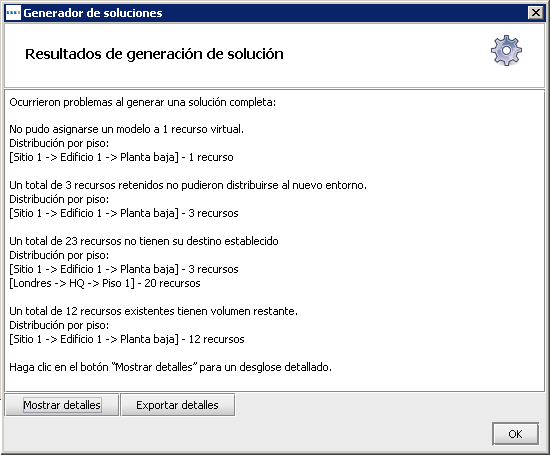 Generador de soluciones
Resultados de generación de solución
Ocurrieron problemas al generar una solución completa:
No pudo asignarse un modelo a 1 recurso virtual.
Distribución por piso:
[Sitio 1 -> Edificio 1 -> Planta baja] - 1 recurso
Un total de 3 recursos retenidos no pudieron distribuirse al nuevo entorno.
Distribución por piso:
[Sitio 1 -> Edificio 1 -> Planta baja] - 3 recursos
Un total de 23 recursos no tienen su destino establecido
Distribución por piso:
[Sitio 1 -> Edificio 1 -> Planta baja] - 3 recursos
[Londres -> HQ -> Piso 1] - 20 recursos
Un total de 12 recursos existentes tienen volumen restante.
Distribución por piso:
[Sitio 1 -> Edificio 1 -> Planta baja] - 12 recursos
Haga clic en el botón "Mostrar detalles" para un desglose detallado.
Mostrar detalles
Exportar detalles
OK